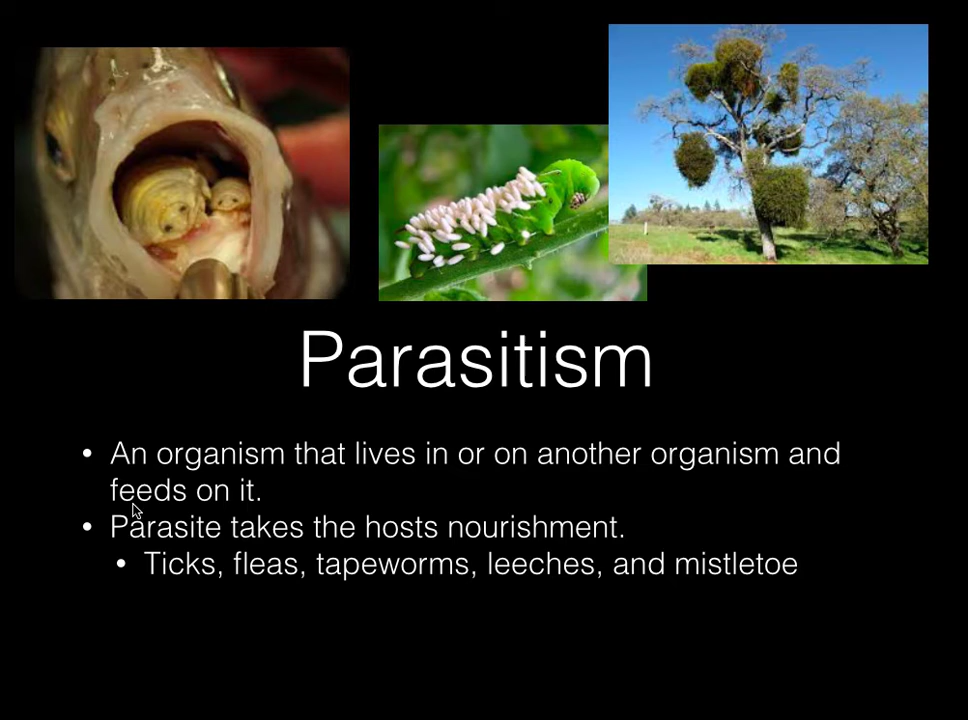 Parasitism
• An organism that lives in or on another organism and
feeds on it.
• Parasite takes the hosts nourishment.
• Ticks, fleas, tapeworms, leeches, and mistletoe